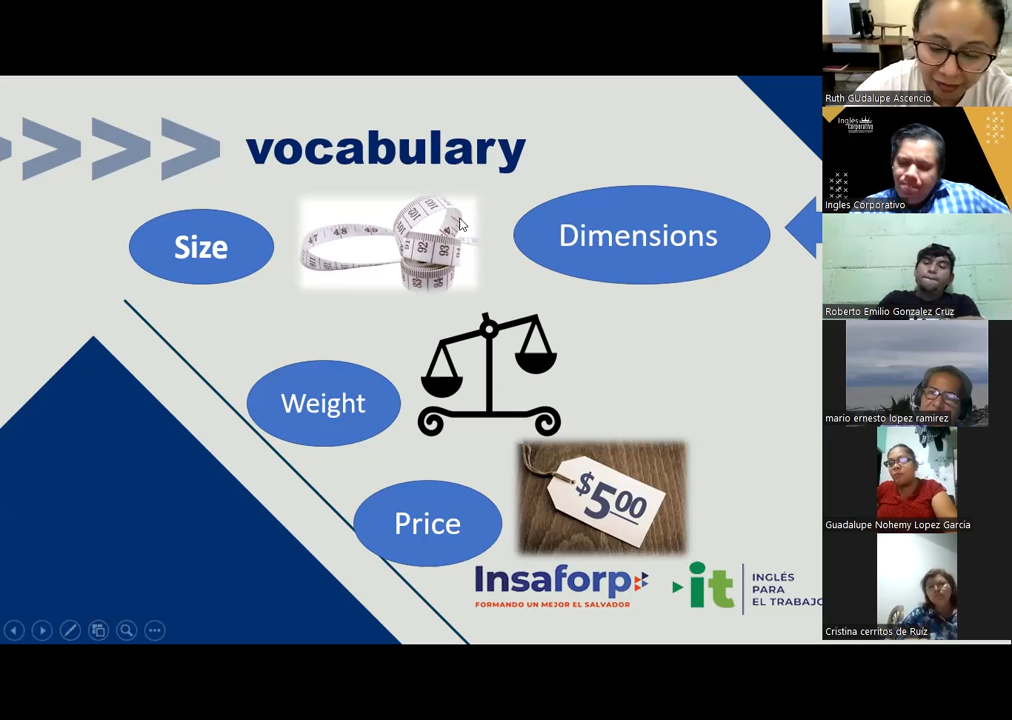 vocabulary
Size
Dimensions
Weight
Price
$5.00
Insaforp
FORMANDO UN MEJOR EL SALVADOR
it
INGLÉS
PARA
EL TRABAJO
Ruth GUdalupe Ascencio
Inglés
corporativo
Ingles Corporativo
Roberto Emilio Gonzalez Cruz
mario ernesto lopez ramirez
Guadalupe Nohemy Lopez Garcia
Cristina cerritos de Ruiz